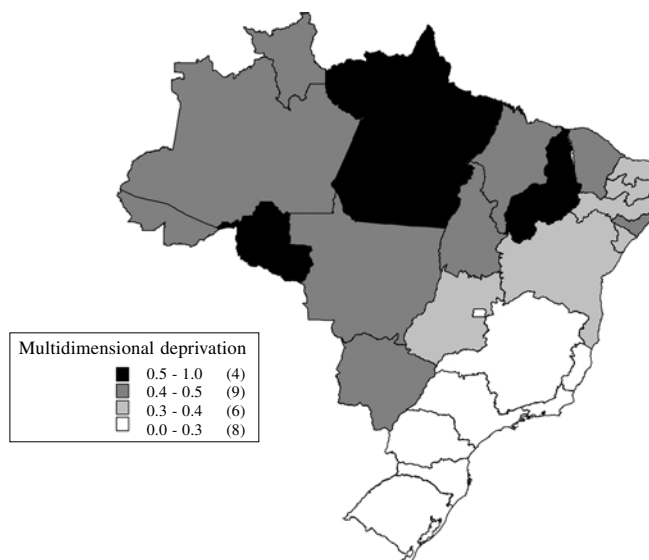 Multidimensional deprivation
0.5 - 1.0 (4)
0.4 - 0.5 (9)
0.3 - 0.4 (6)
0.0 - 0.3 (8)